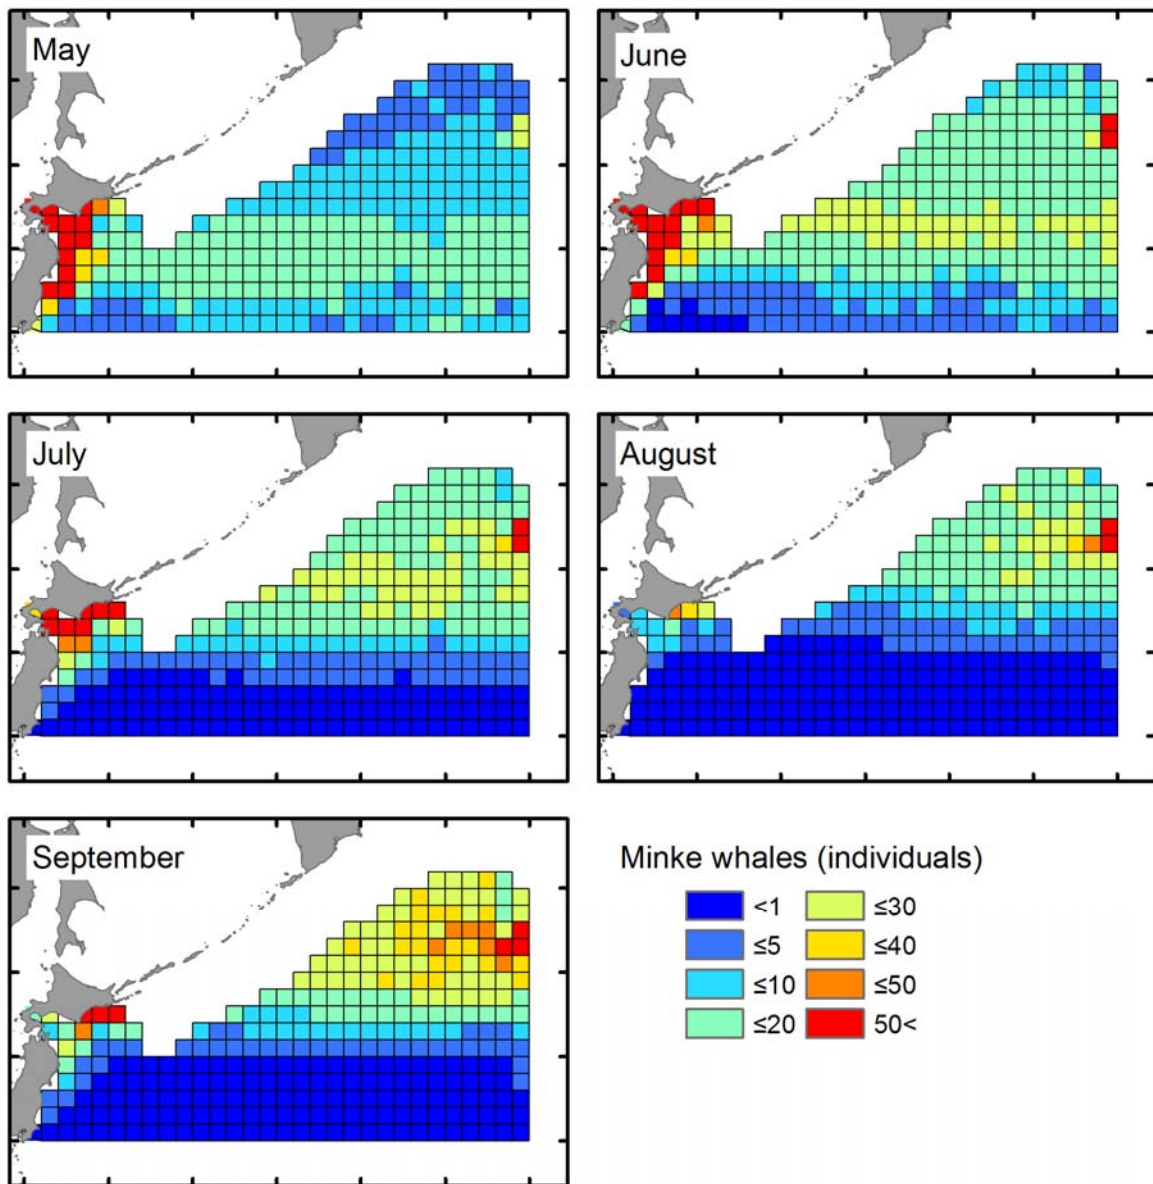 May
June
July
August
September
Minke whales (individuals)
<1 ≤30
≤5 ≤40
≤10 ≤50
≤20 50<